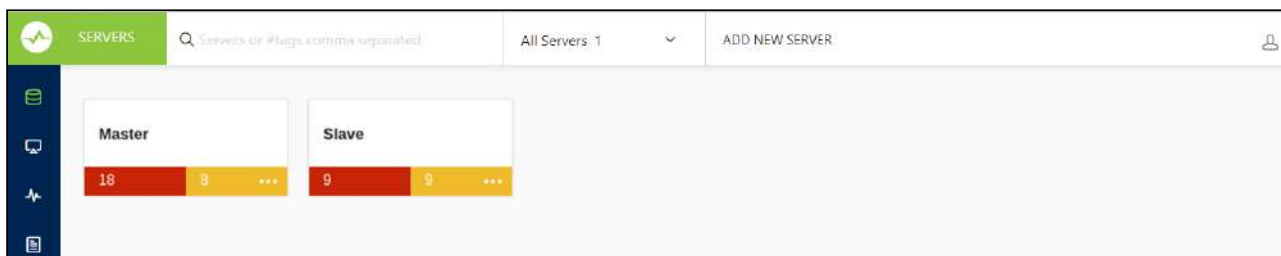 SERVERS
Servers or #tags comma separated
All Servers 1
ADD NEW SERVER
Master
Slave
18 8
9 9